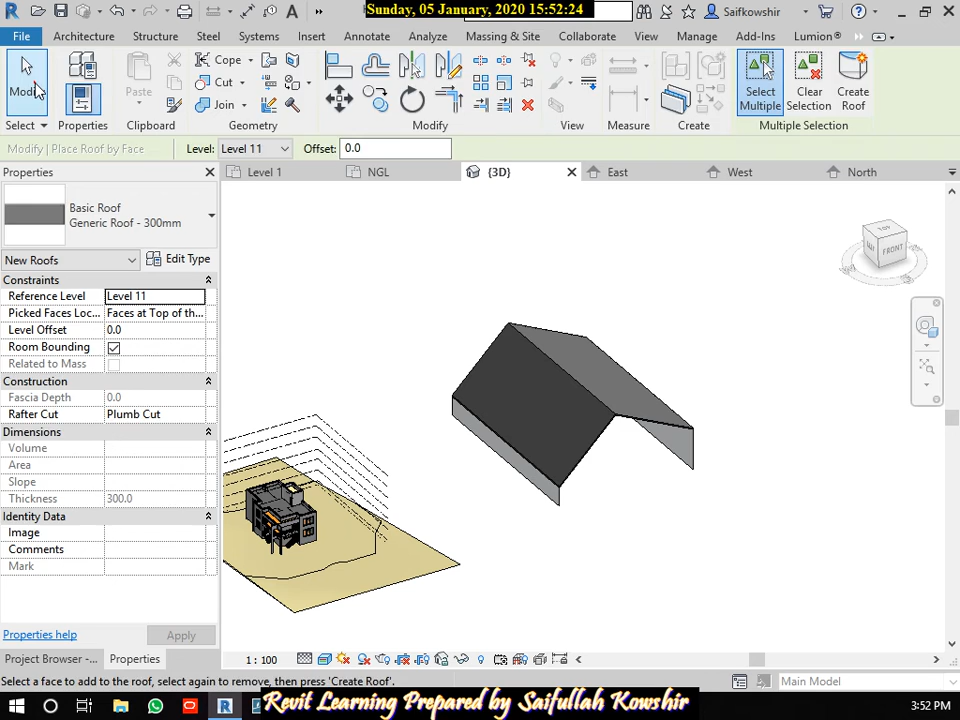 Sunday, 05 January, 2020 15:52:24
Saifkowshir
File
Architecture
Structure
Steel
Systems
Insert
Annotate
Analyze
Massing & Site
Collaborate
View
Manage
Add-Ins
Lumion®
Modify
Paste
Cope
Cut
Join
Select Multiple
Clear Selection
Create Roof
Select
Properties
Clipboard
Geometry
Modify
View
Measure
Create
Multiple Selection
Modify | Place Roof by Face
Level: Level 11
Offset: 0.0
Properties
Level 1
NGL
{3D}
East
West
North
Basic Roof
Generic Roof - 300mm
New Roofs
Edit Type
Constraints
Reference Level Level 11
Picked Faces Loc... Faces at Top of th...
Level Offset 0.0
Room Bounding
Related to Mass
Construction
Fascia Depth 0.0
Rafter Cut Plumb Cut
Dimensions
Volume
Area
Slope
Thickness 300.0
Identity Data
Image
Comments
Mark
TOP
FRONT
Properties help
Apply
Project Browser -...
Properties
1 : 100
Select a face to add to the roof, select again to remove, then press 'Create Roof'.
Main Model
Revit Learning Prepared by Saifullah Kowshir
3:52 PM